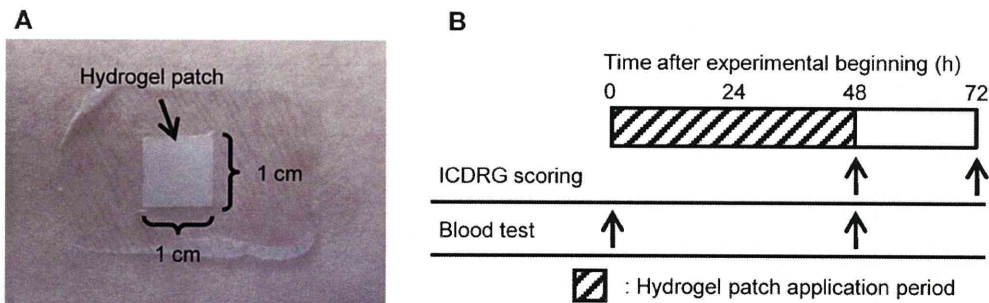 A
Hydrogel patch
1 cm
1 cm
B
Time after experimental beginning (h)
0 24 48 72
ICDRG scoring
Blood test
: Hydrogel patch application period